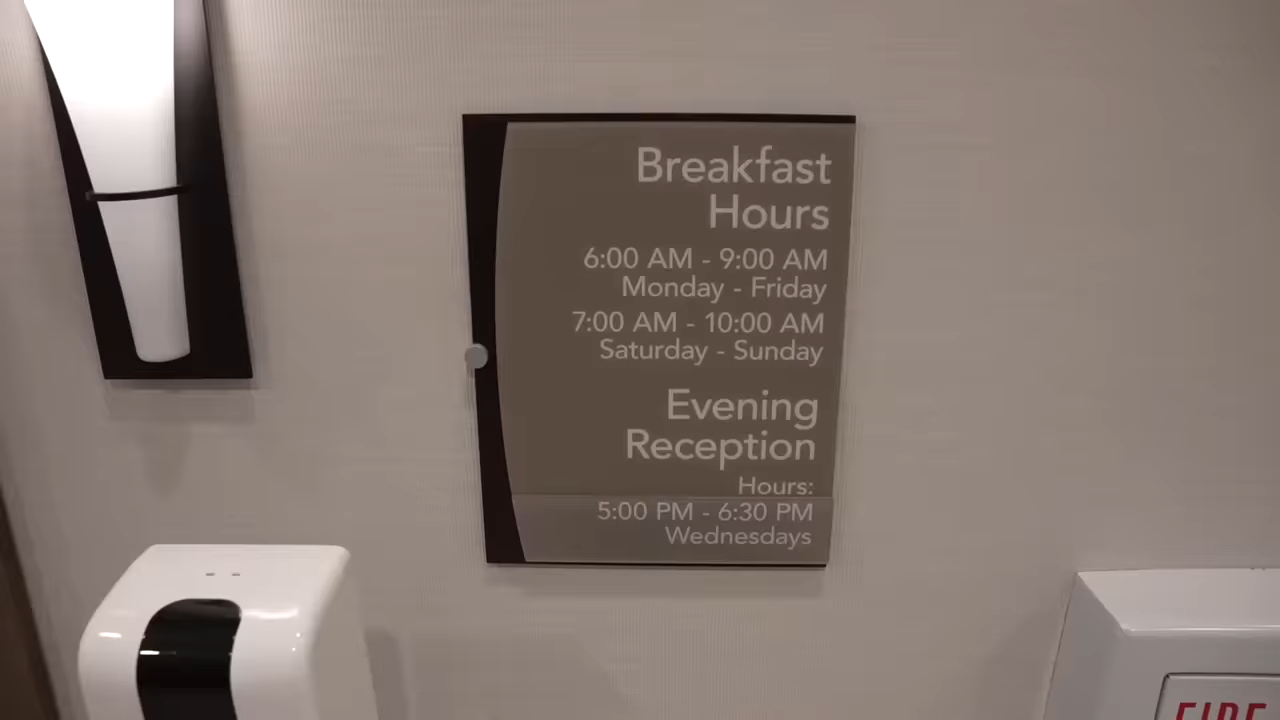 Breakfast
Hours
6:00 AM - 9:00 AM
Monday - Friday
7:00 AM - 10:00 AM
Saturday - Sunday
Evening
Reception
Hours:
5:00 PM - 6:30 PM
Wednesdays
FIRE